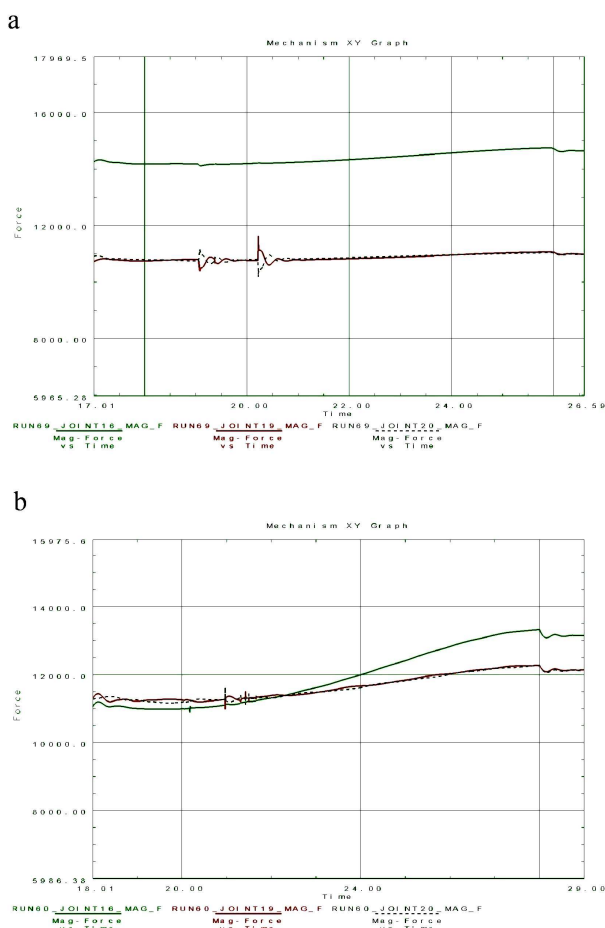 a
Mechanism XY Graph
17969.5
16000.0
12000.0
8000.00
5965.28
Force
17.01 20.00 22.00 24.00 26.59
Time
RUN69_JOINT16_MAG_F RUN69_JOINT19_MAG_F RUN69_JOINT20_MAG_F
Mag-Force Mag-Force Mag-Force
vs Time vs Time vs Time
b
Mechanism XY Graph
15975.6
14000.0
12000.0
10000.0
8000.00
5986.38
Force
18.01 20.00 24.00 29.00
Time
RUN60_JOINT16_MAG_F RUN60_JOINT19_MAG_F RUN60_JOINT20_MAG_F
Mag-Force Mag-Force Mag-Force